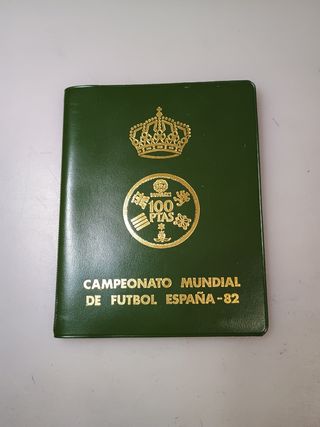 100
PTAS
CAMPEONATO MUNDIAL
DE FUTBOL ESPAÑA-82